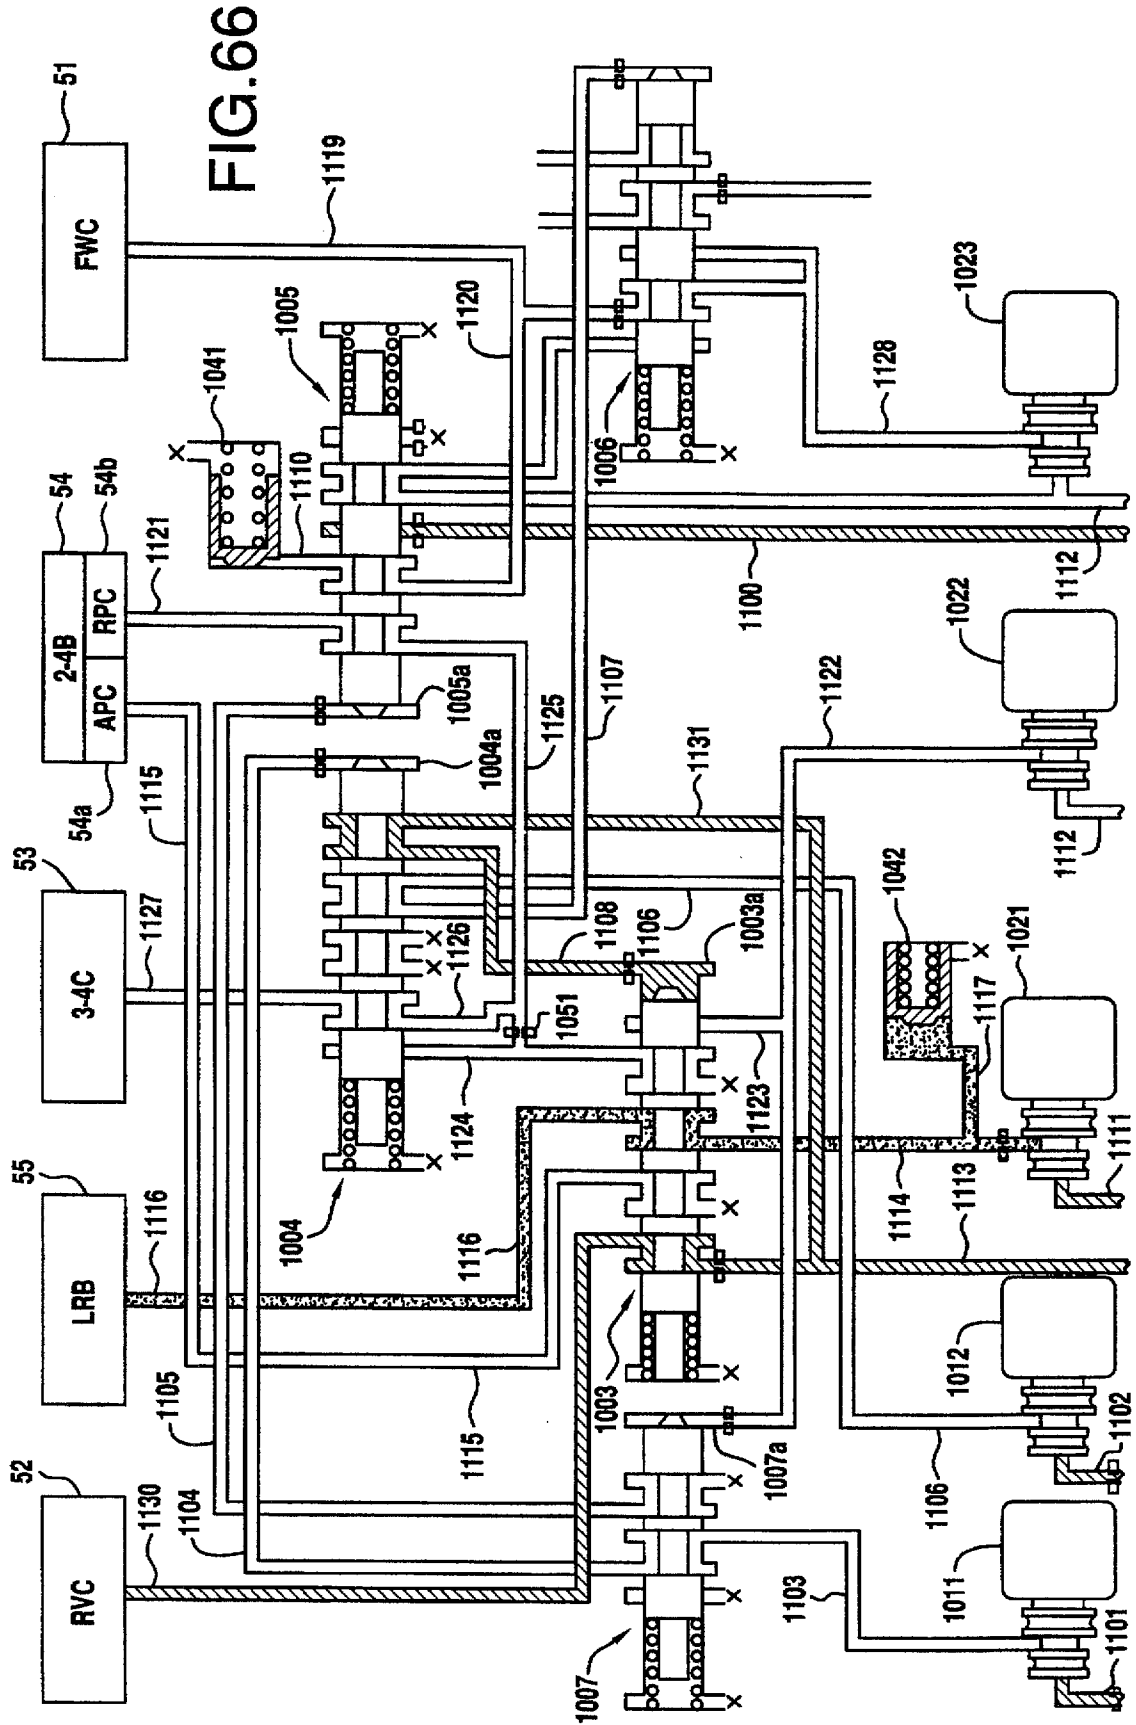 FIG.66
51
FWC
1119
1005
1120
1041
1110
54
54b
2-4B
RPC
APC
54a
1121
1115
1005a
1004a
53
3-4C
1127
1126
1125
1107
1131
1108
1106
1003a
1051
1124
1123
1004
55
LRB
1116
1116
1105
1115
1104
52
RVC
1130
1003
1007a
1007
1103
1006
1128
1023
1112
1100
1022
1122
1112
1042
1117
1021
1114
1111
1113
1012
1102
1106
1011
1101
X
X
X
X
X
X
X
X
X
X
X
X
X
X